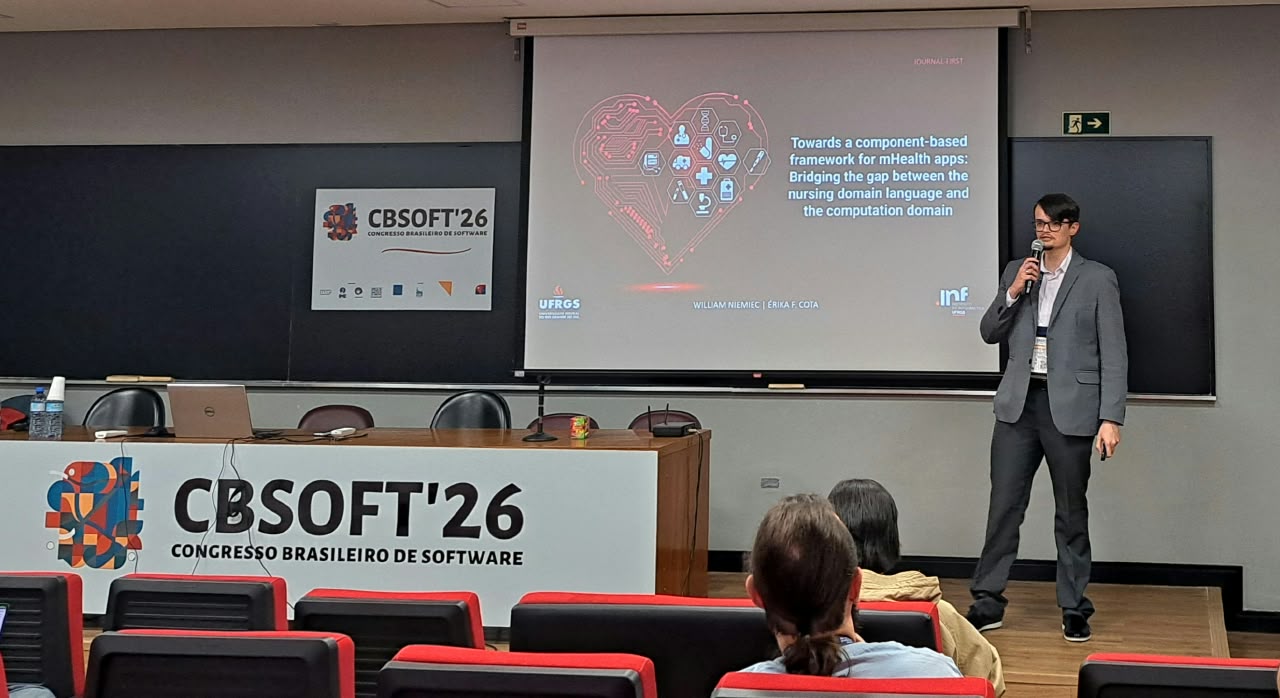 JOURNAL-FIRST
Towards a component-based
framework for mHealth apps:
Bridging the gap between the
nursing domain language and
the computation domain
UFRGS
WILLIAM NIEMIEC | ÉRIKA F. COTA
inf
CBSOFT'26
CONGRESSO BRASILEIRO DE SOFTWARE
CBSOFT'26
CONGRESSO BRASILEIRO DE SOFTWARE